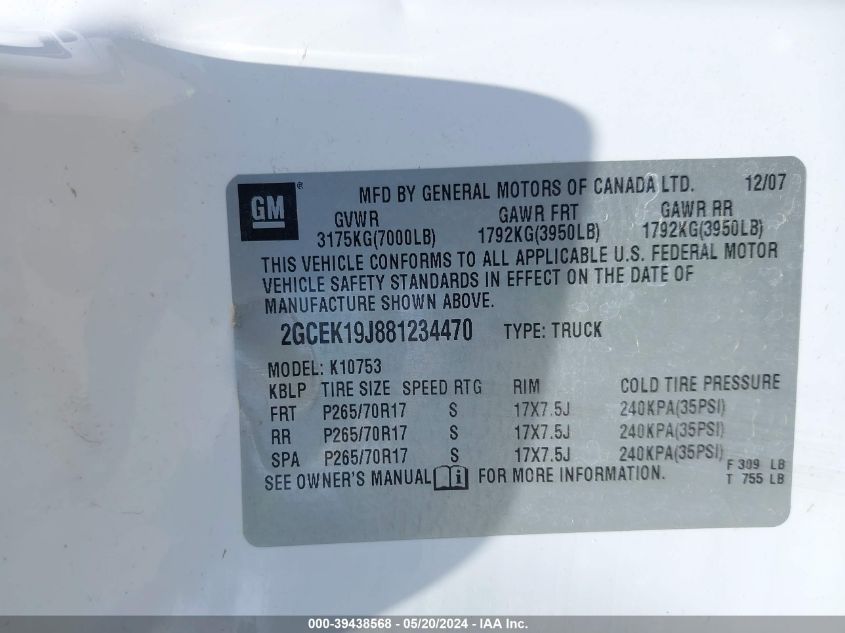 GM® MFD BY GENERAL MOTORS OF CANADA LTD. 12/07
GVWR GAWR FRT GAWR RR
3175KG(7000LB) 1792KG(3950LB) 1792KG(3950LB)
THIS VEHICLE CONFORMS TO ALL APPLICABLE U.S. FEDERAL MOTOR
VEHICLE SAFETY STANDARDS IN EFFECT ON THE DATE OF
MANUFACTURE SHOWN ABOVE.
2GCEK19J881234470 TYPE: TRUCK
MODEL: K10753
KBLP TIRE SIZE SPEED RTG RIM COLD TIRE PRESSURE
FRT P265/70R17 S 17X7.5J 240KPA(35PSI)
RR P265/70R17 S 17X7.5J 240KPA(35PSI)
SPA P265/70R17 S 17X7.5J 240KPA(35PSI)
F 309 LB
SEE OWNER'S MANUAL FOR MORE INFORMATION.
T 755 LB
000-39438568 — 05/20/2024 — IAA Inc.